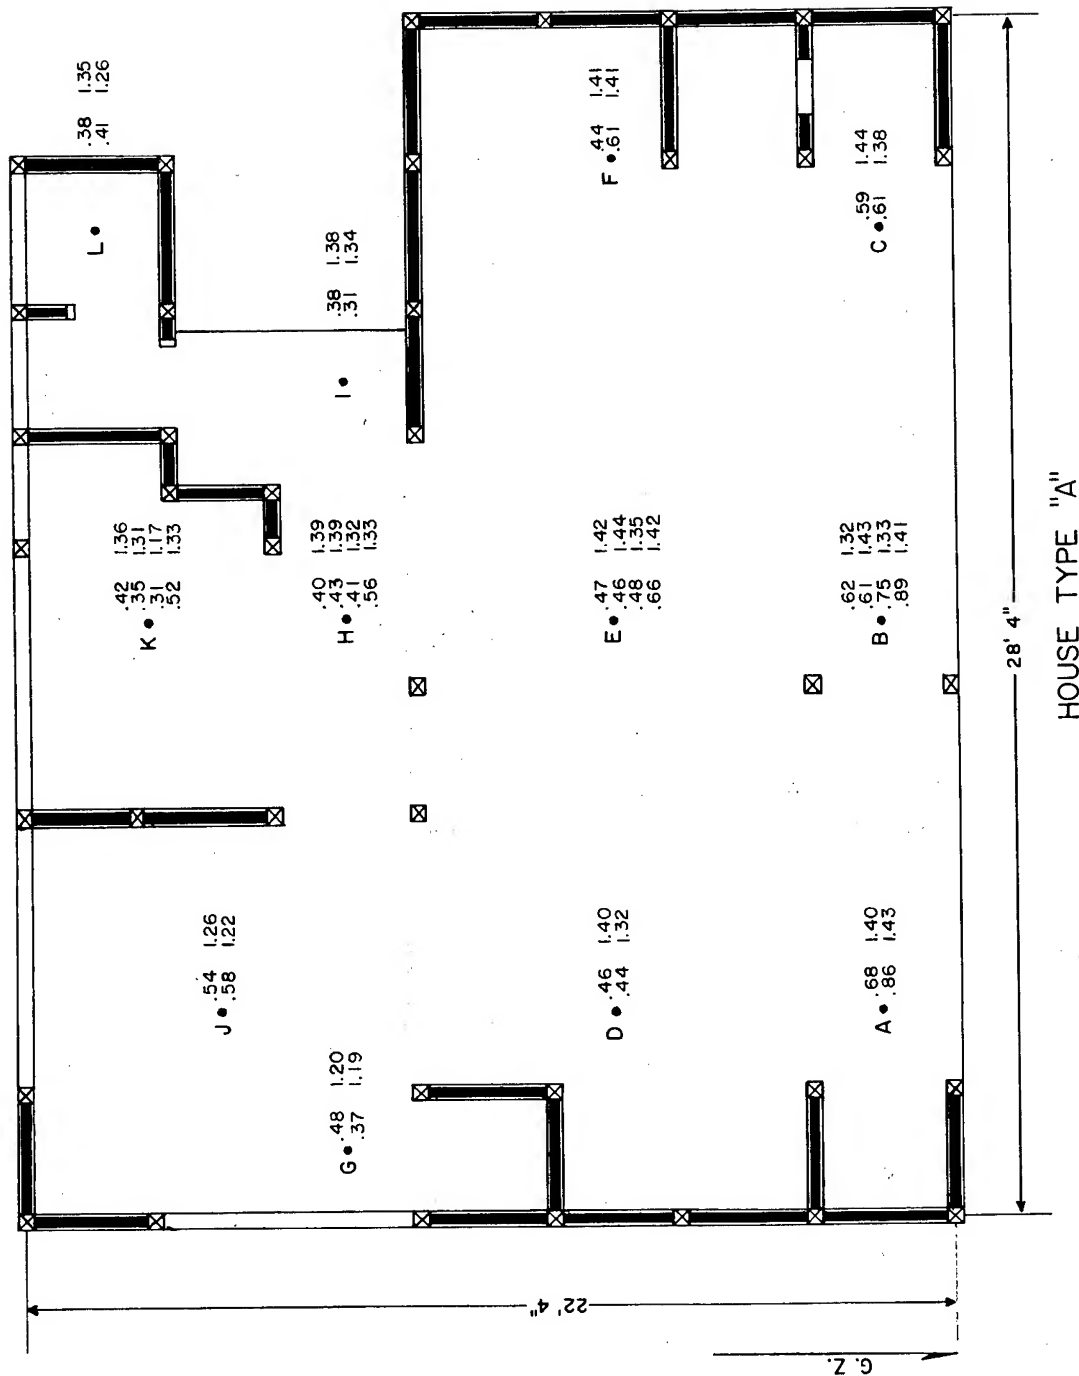 L
.38 1.35
.41 1.26
I
.38 1.38
.31 1.34
F .44 1.41
.61 1.41
C .59 1.44
.61 1.38
K .42 1.36
.35 1.31
.31 1.17
.52 1.33
H .40 1.39
.43 1.39
.41 1.32
.56 1.33
E .47 1.42
.46 1.44
.48 1.35
.66 1.42
B .62 1.32
.61 1.43
.75 1.33
.89 1.41
J .54 1.26
.58 1.22
G .48 1.20
.37 1.19
D .46 1.40
.44 1.32
A .68 1.40
.86 1.43
28' 4"
22' 4"
G. Z.
HOUSE TYPE "A"